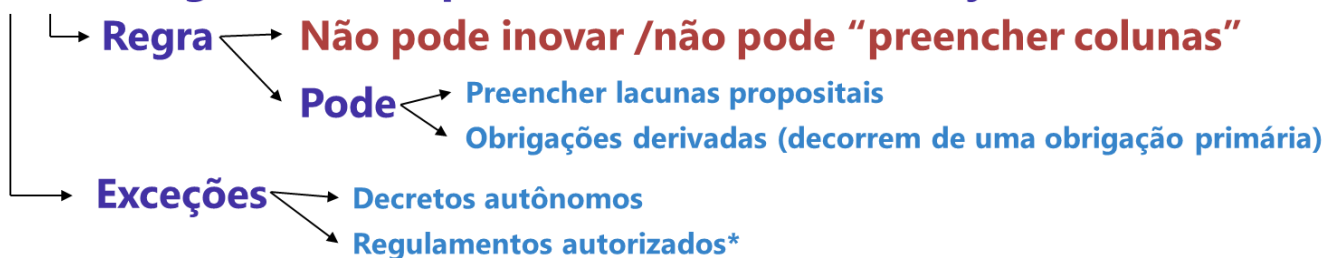 Regra
Não pode inovar /não pode “preencher colunas”
Pode
Preencher lacunas propositais
Obrigações derivadas (decorrem de uma obrigação primária)
Exceções
Decretos autônomos
Regulamentos autorizados*